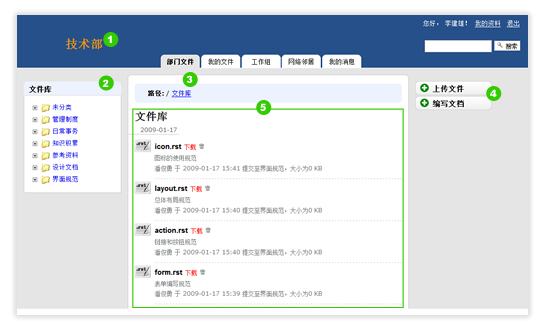 您好, 李建雄! 我的资料 退出
技术部 1
搜索
部门文件 我的文件 工作组 网络邻居 我的消息
文件库 2
未分类
管理制度
日常事务
知识积累
参考资料
设计文档
界面规范
3
路径: / 文件库
5
文件库
2009-01-17
icon.rst 下载
图标的使用规范
潘俊勇 于 2009-01-17 15:41 提交至界面规范, 大小为0 KB
layout.rst 下载
总体布局规范
潘俊勇 于 2009-01-17 15:40 提交至界面规范, 大小为0 KB
action.rst 下载
链接和按钮规范
潘俊勇 于 2009-01-17 15:40 提交至界面规范, 大小为0 KB
form.rst 下载
表单编写规范
潘俊勇 于 2009-01-17 15:39 提交至界面规范, 大小为0 KB
上传文件
4
编写文档